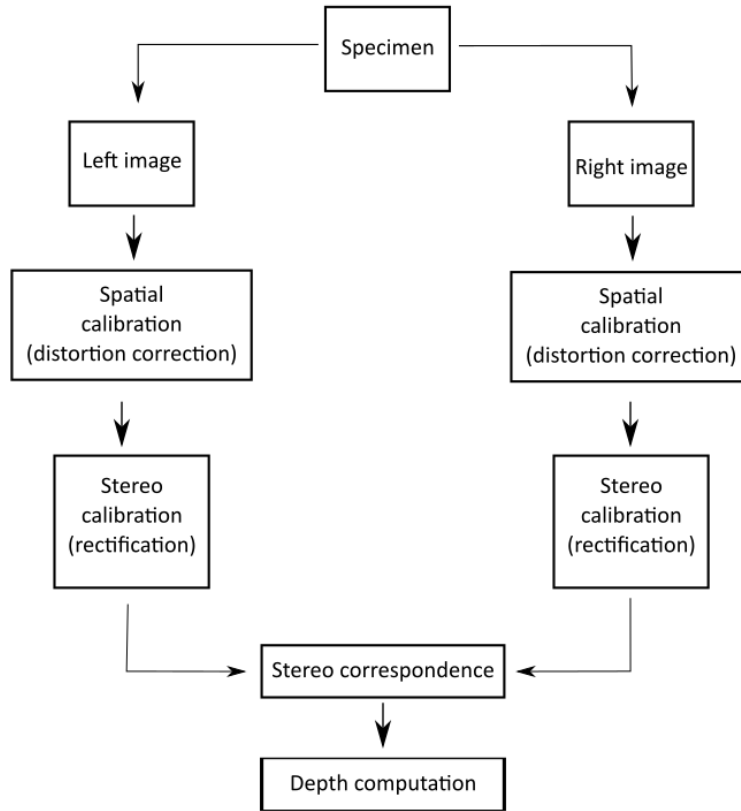 Specimen
Left image
Right image
Spatial
calibration
(distortion correction)
Spatial
calibration
(distortion correction)
Stereo
calibration
(rectification)
Stereo
calibration
(rectification)
Stereo correspondence
Depth computation